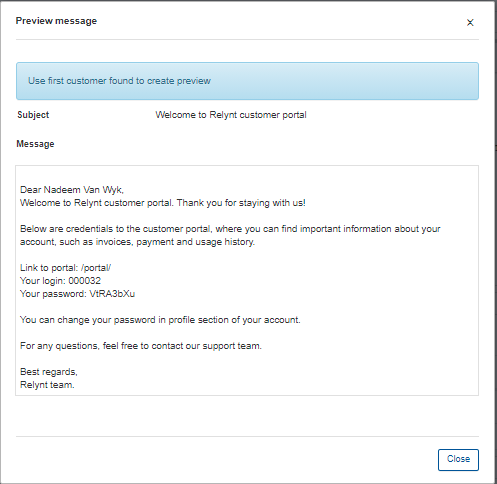 Preview message
×
Use first customer found to create preview
Subject Welcome to Relynt customer portal
Message
Dear Nadeem Van Wyk,
Welcome to Relynt customer portal. Thank you for staying with us!
Below are credentials to the customer portal, where you can find important information about your
account, such as invoices, payment and usage history.
Link to portal: /portal/
Your login: 000032
Your password: VtRA3bXu
You can change your password in profile section of your account.
For any questions, feel free to contact our support team.
Best regards,
Relynt team.
Close